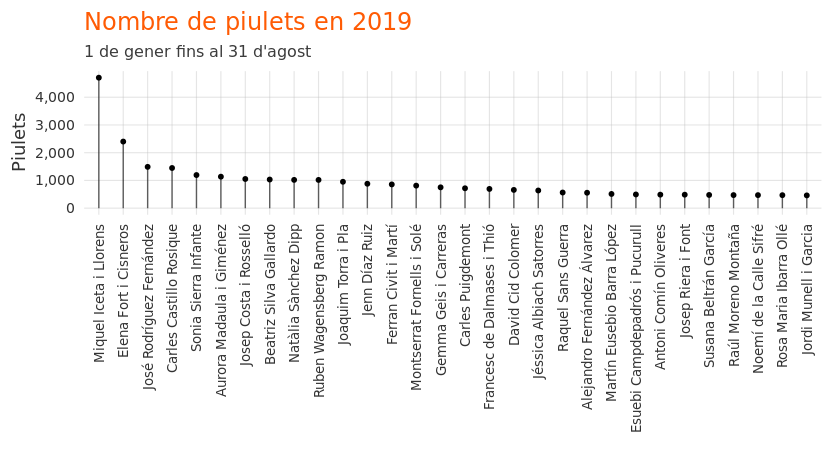 Nombre de piulets en 2019
1 de gener fins al 31 d'agost
Piulets
4,000
3,000
2,000
1,000
0
Miquel Iceta i Llorens
Elena Fort i Cisneros
José Rodríguez Fernández
Carles Castillo Rosique
Sonia Sierra Infante
Aurora Madaula i Giménez
Josep Costa i Rosselló
Beatriz Silva Gallardo
Natàlia Sànchez Dipp
Ruben Wagensberg Ramon
Joaquim Torra i Pla
Jenn Díaz Ruiz
Ferran Civit i Martí
Montserrat Fornells i Solé
Gemma Geis i Carreras
Carles Puigdemont
Francesc de Dalmases i Thió
David Cid Colomer
Jéssica Albiach Satorres
Raquel Sans Guerra
Alejandro Fernández Álvarez
Martín Eusebio Barra López
Esuebi Campdepadrós i Pucurull
Antoni Comín Oliveres
Josep Riera i Font
Susana Beltrán García
Raúl Moreno Montaña
Noemí de la Calle Sifré
Rosa Maria Ibarra Ollé
Jordi Munell i Garcia